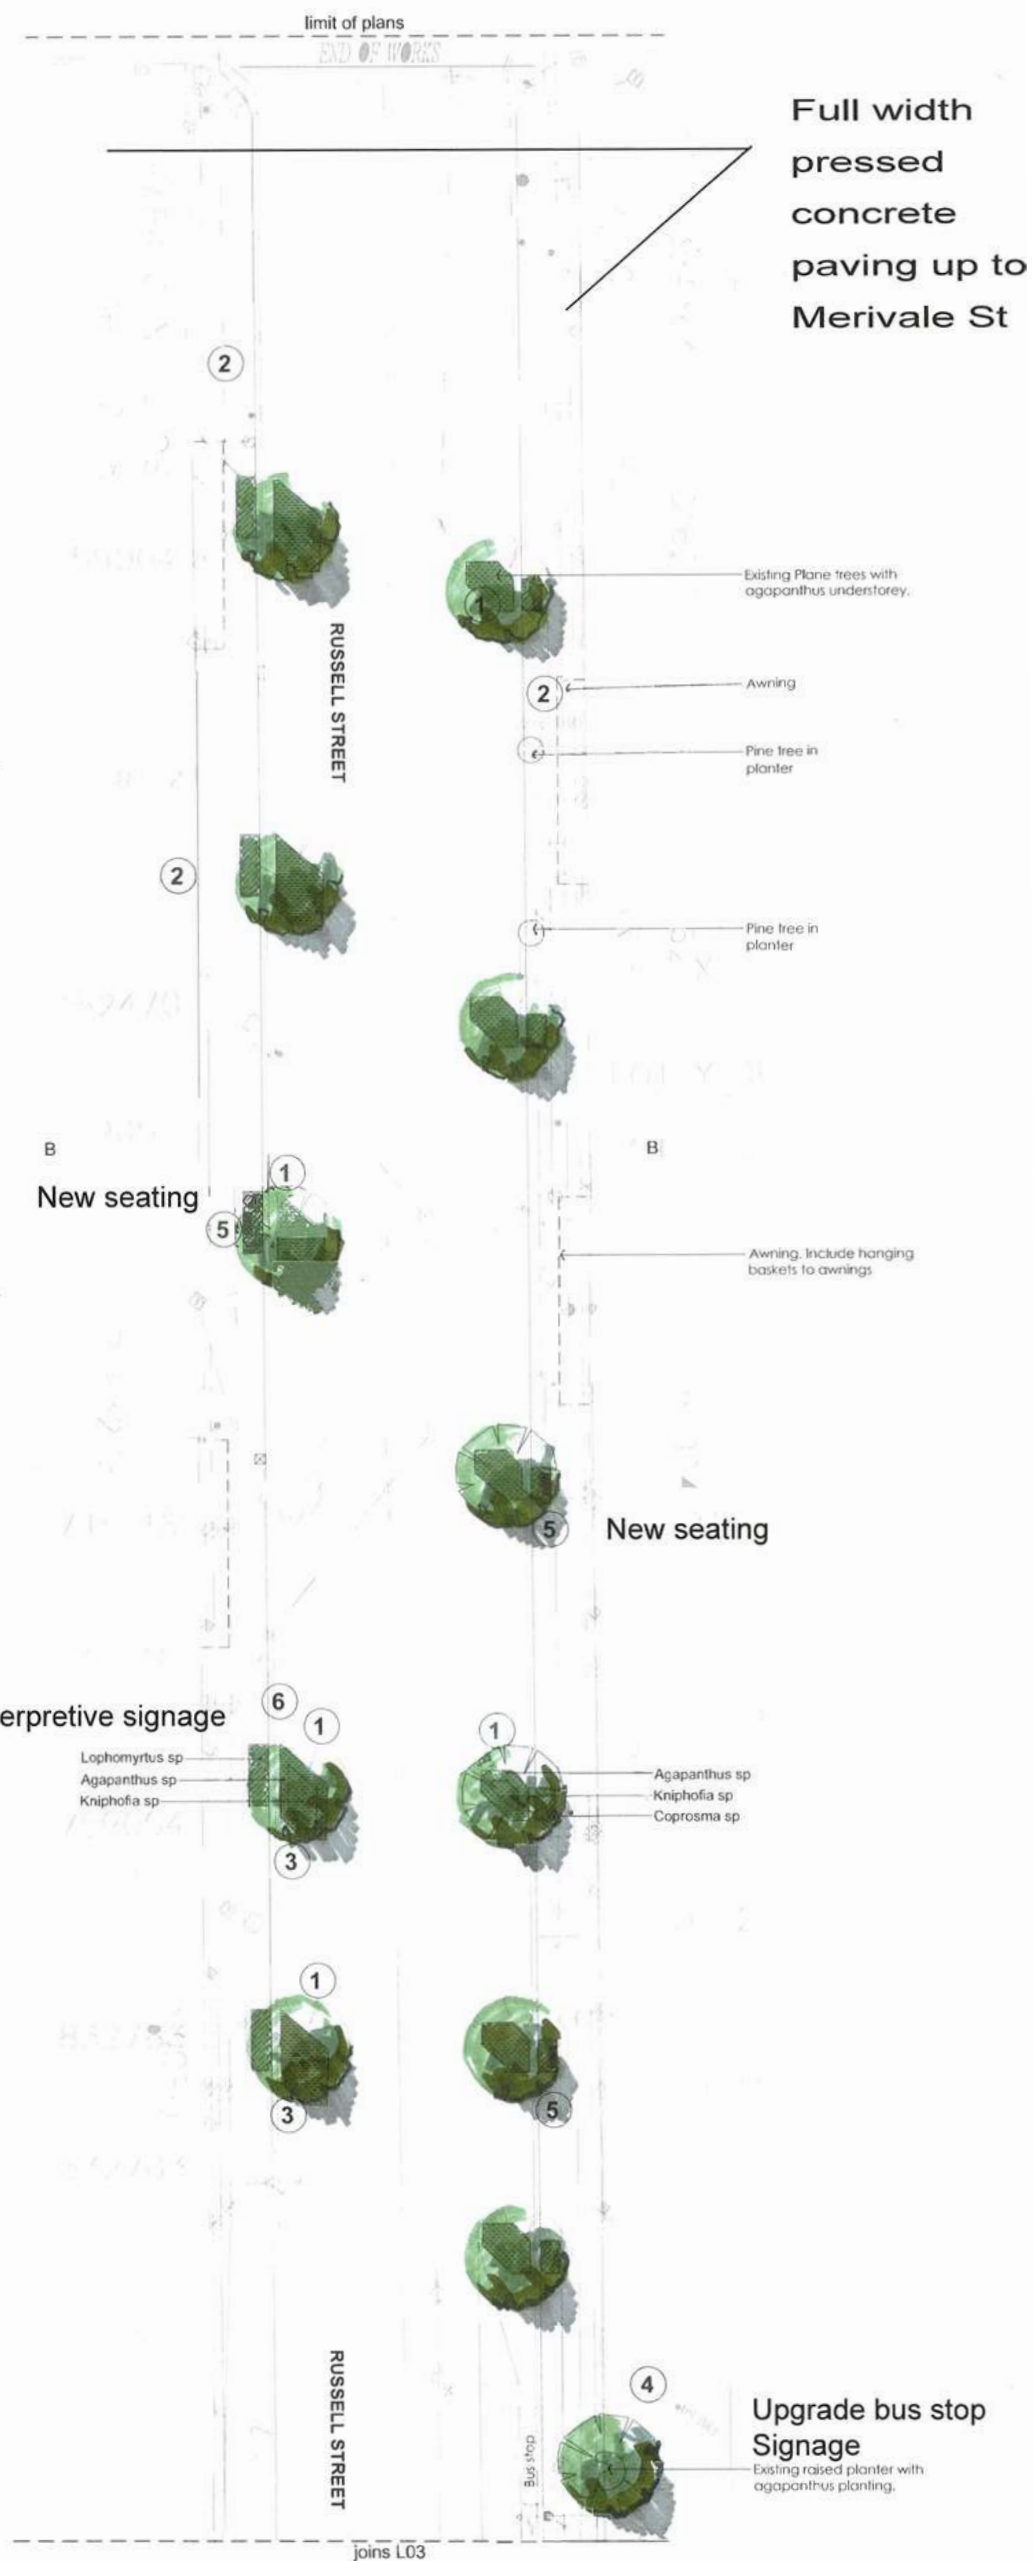 limit of plans
END OF WORKS
Full width
pressed
concrete
paving up to
Merivale St
2
Existing Plane trees with
agapanthus understorey.
1
RUSSELL STREET
2
Awning
Pine tree in
planter
2
Pine tree in
planter
B
B
1
New seating
5
Awning. Include hanging
baskets to awnings
5
New seating
6
erpretive signage
1
1
Lophomyrtus sp
Agapanthus sp
Kniphofia sp
Agapanthus sp
Kniphofia sp
Coprosma sp
3
1
3
5
RUSSELL STREET
4
Upgrade bus stop
Signage
Existing raised planter with
agapanthus planting.
Bus stop
joins L03